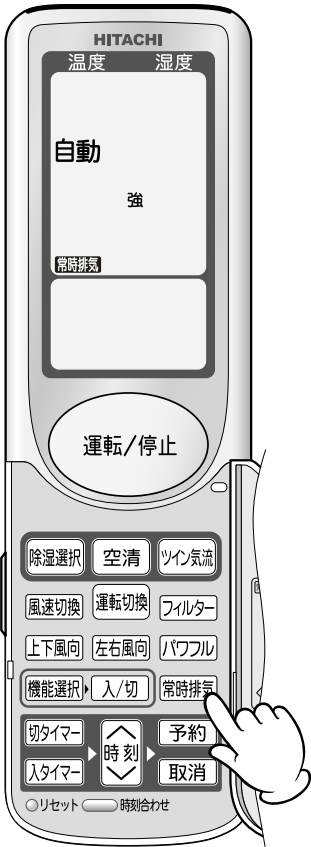 HITACHI
温度 湿度
自動
強
常時排気
運転/停止
除湿選択 空清 ツイン気流
風速切換 運転切換 フィルター
上下風向 左右風向 パワフル
機能選択 入/切 常時排気
切タイマー 時刻 予約
入タイマー 取消
リセット 時刻合わせ